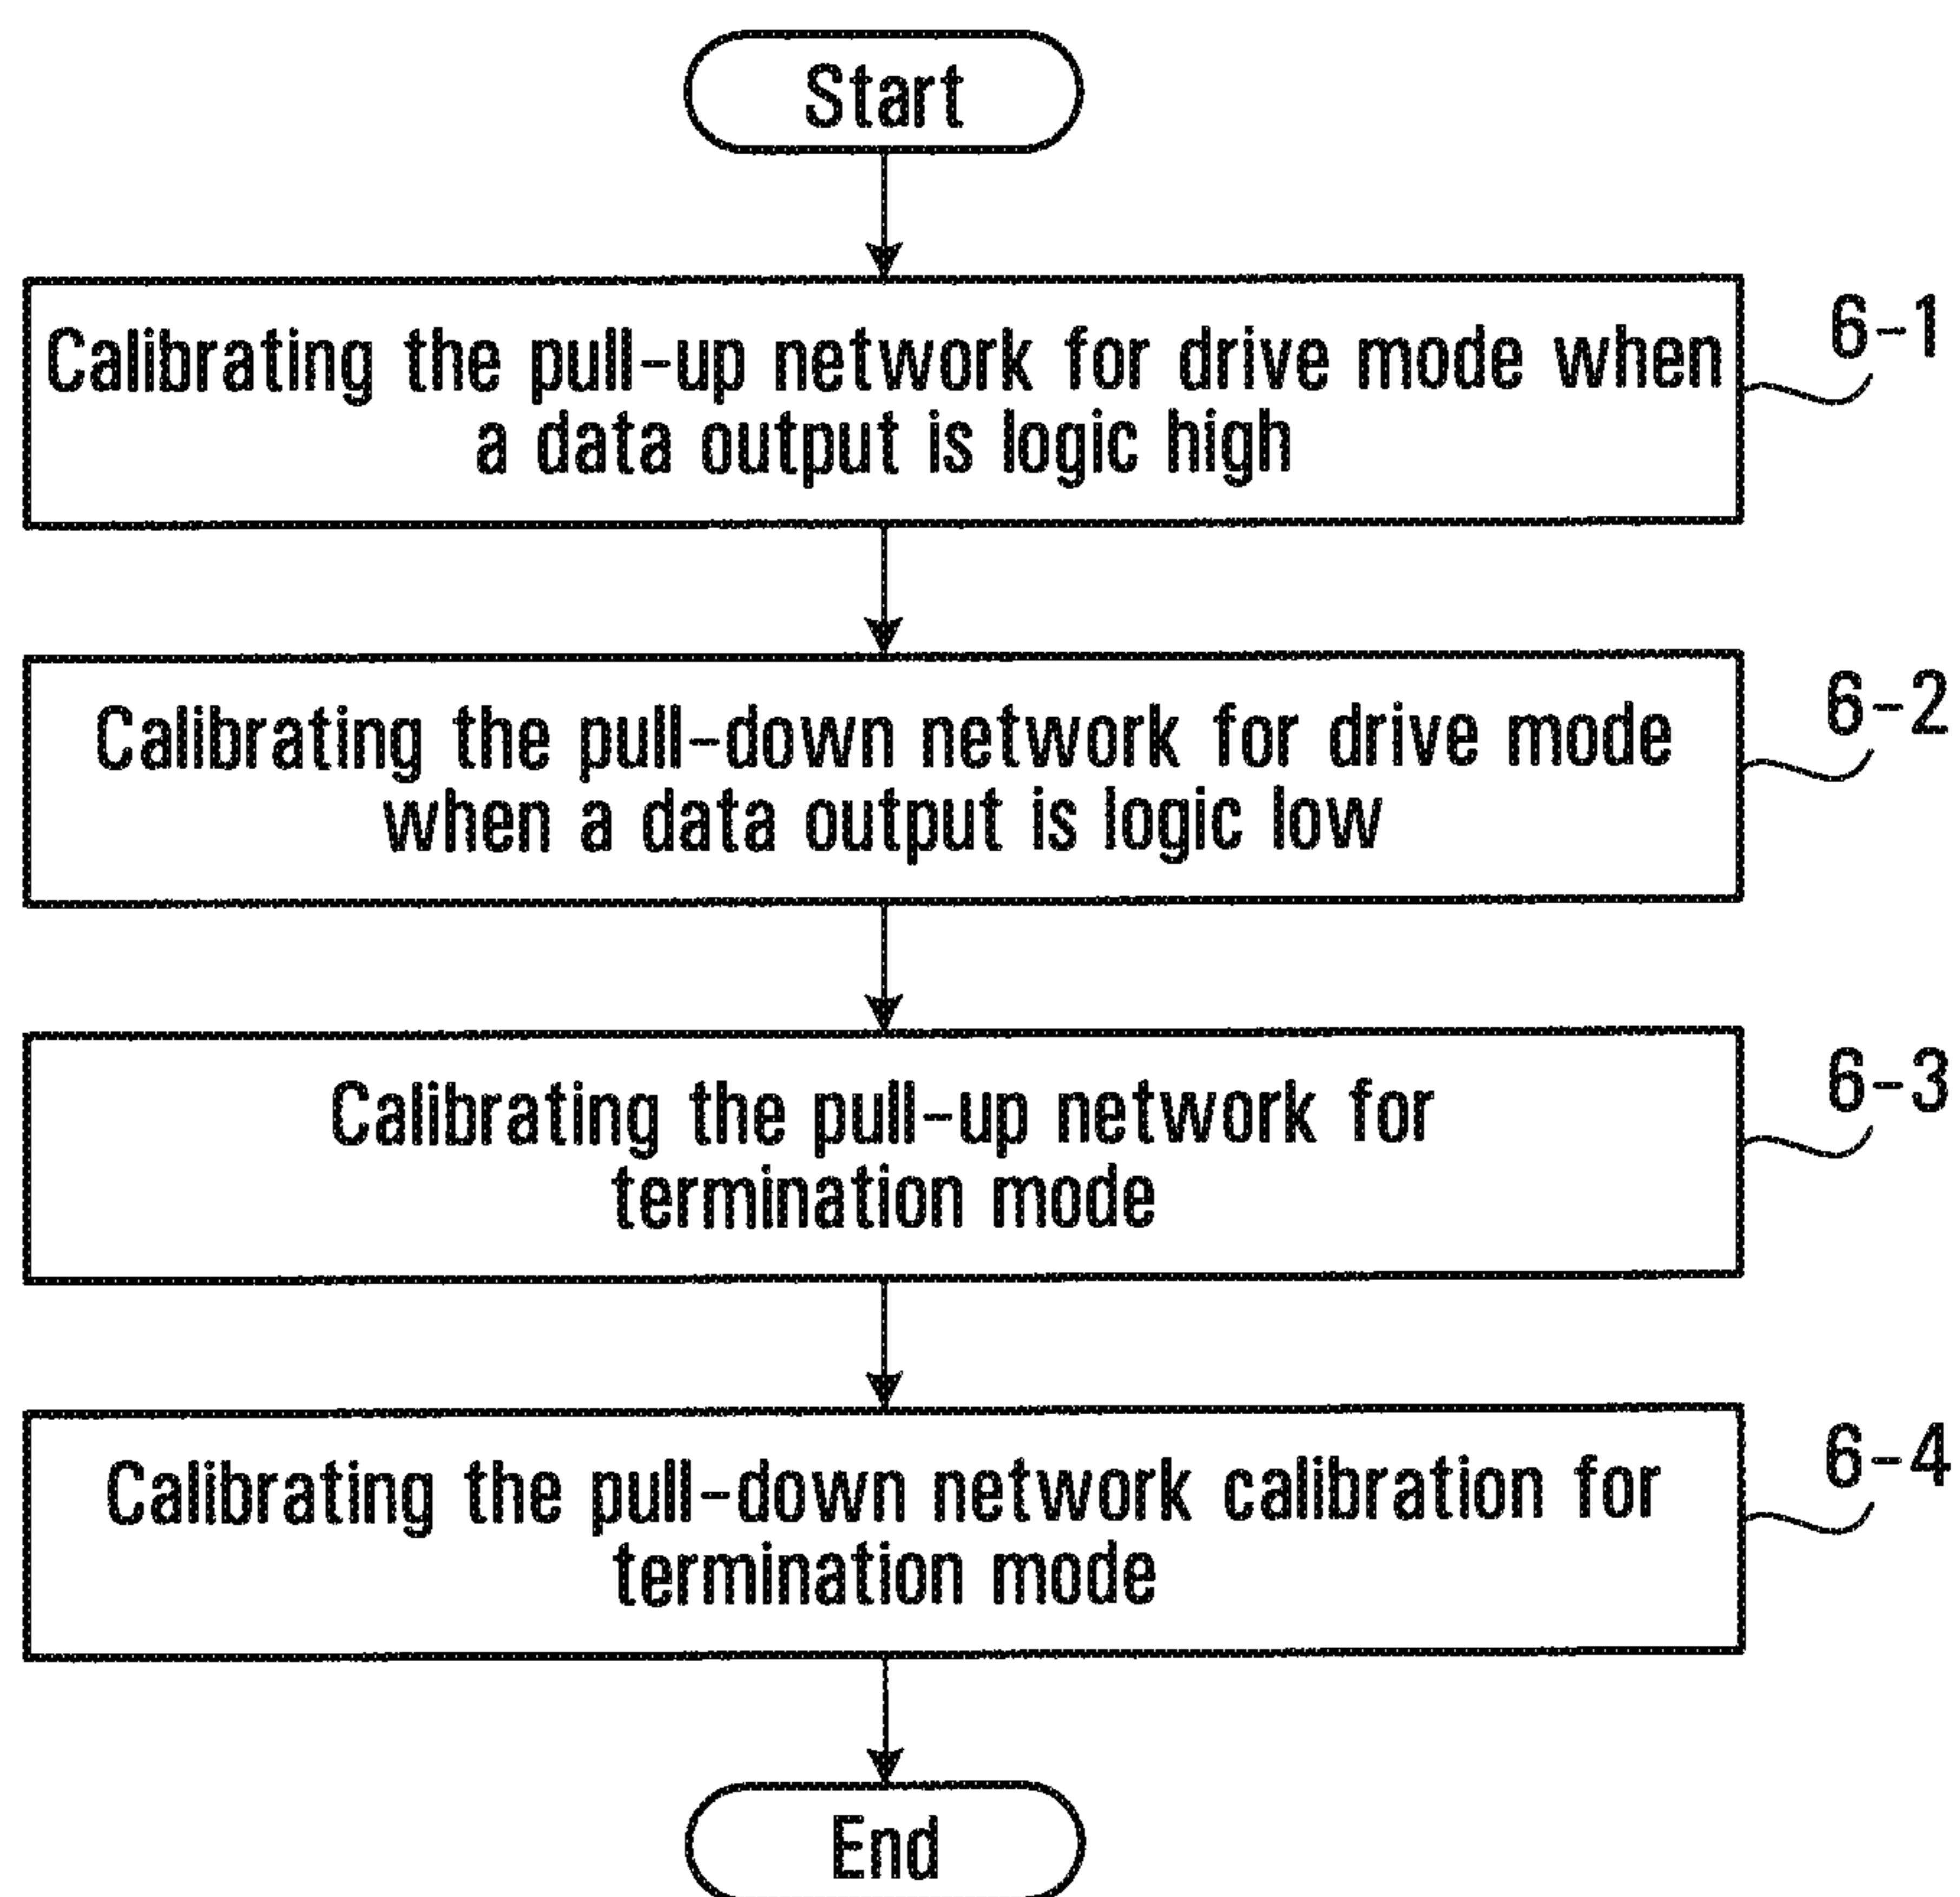 Start
Calibrating the pull-up network for drive mode when
a data output is logic high
6-1
Calibrating the pull-down network for drive mode
when a data output is logic low
6-2
Calibrating the pull-up network for
termination mode
6-3
Calibrating the pull-down network calibration for
termination mode
6-4
End